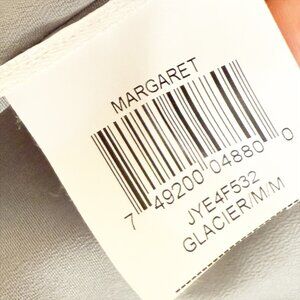 MARGARET
7 49200 04880 0
JYE4F532
GLACIER/M/M